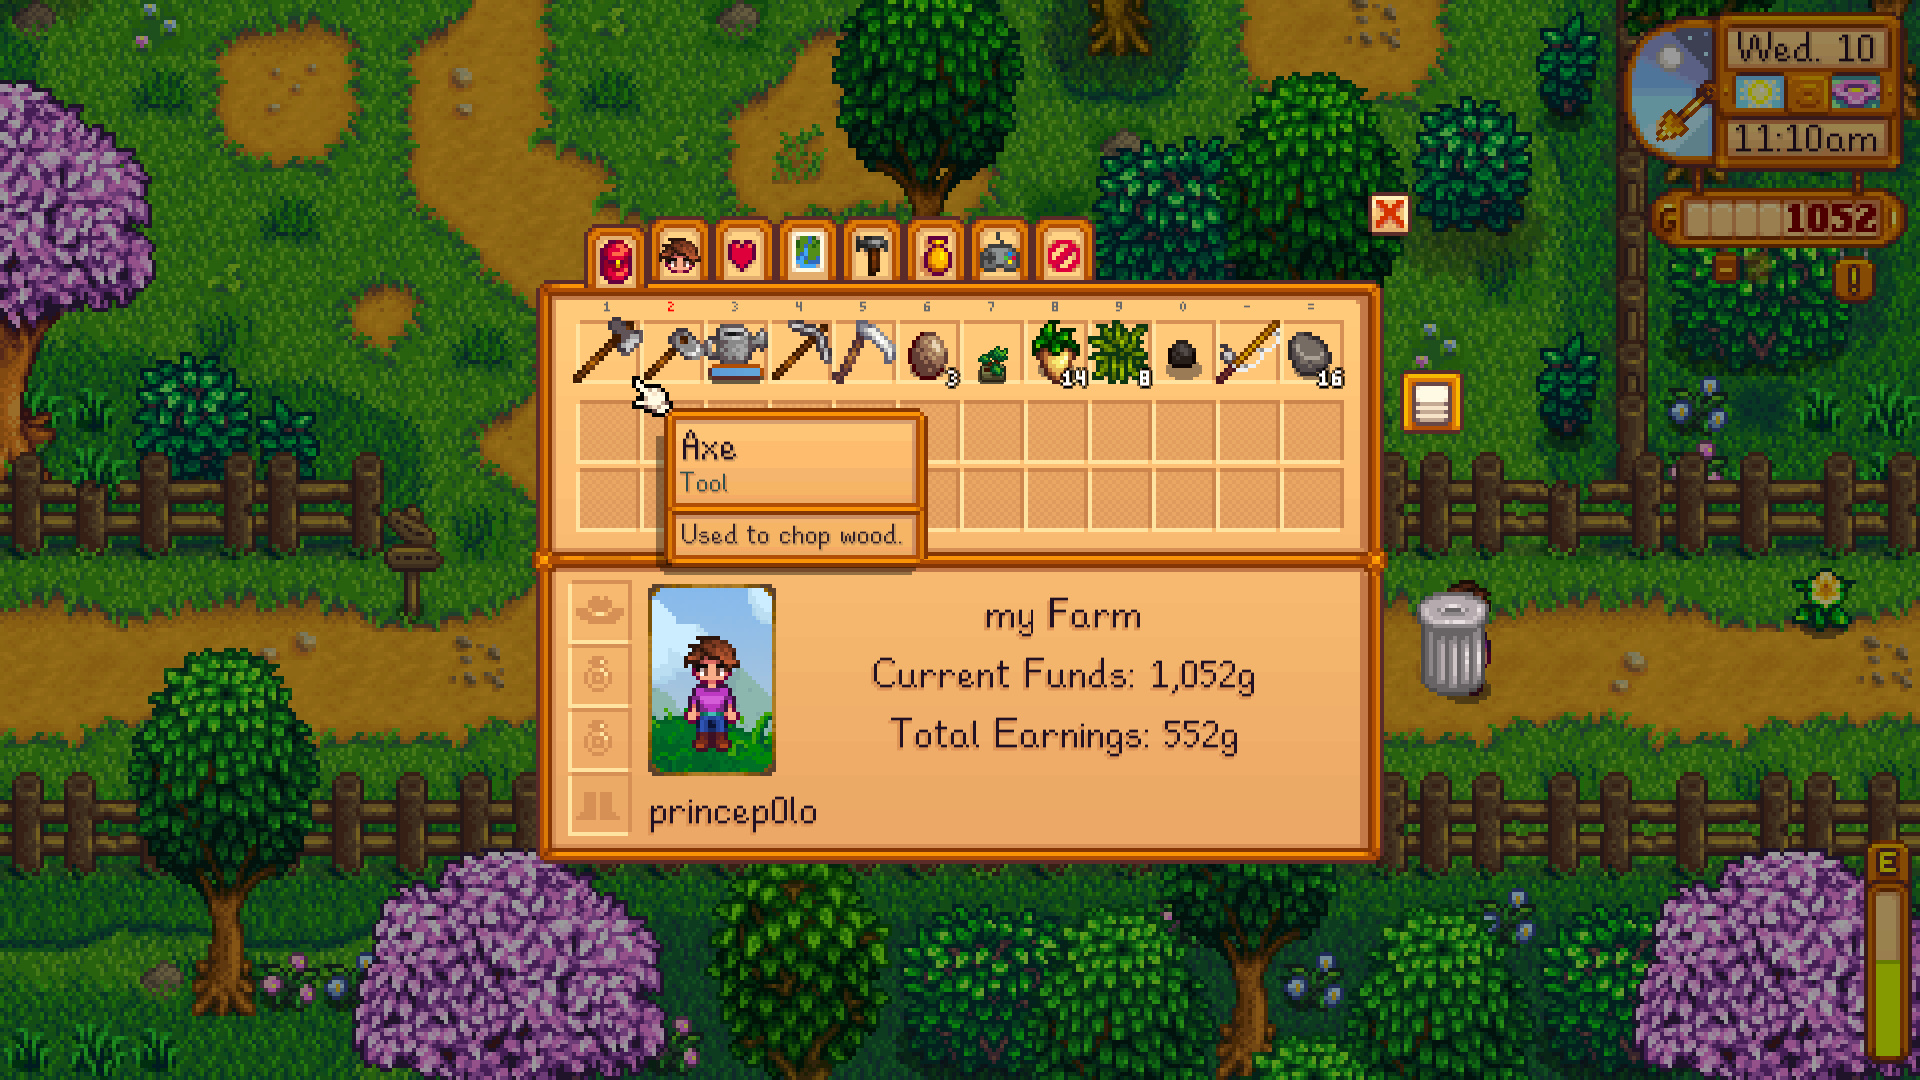 Wed. 10
11:10am
G 1052
1 2 3 4 5 6 7 8 9 0 - =
3 14 8 16
Axe
Tool
Used to chop wood.
my Farm
Current Funds: 1,052g
Total Earnings: 552g
princep0lo
E